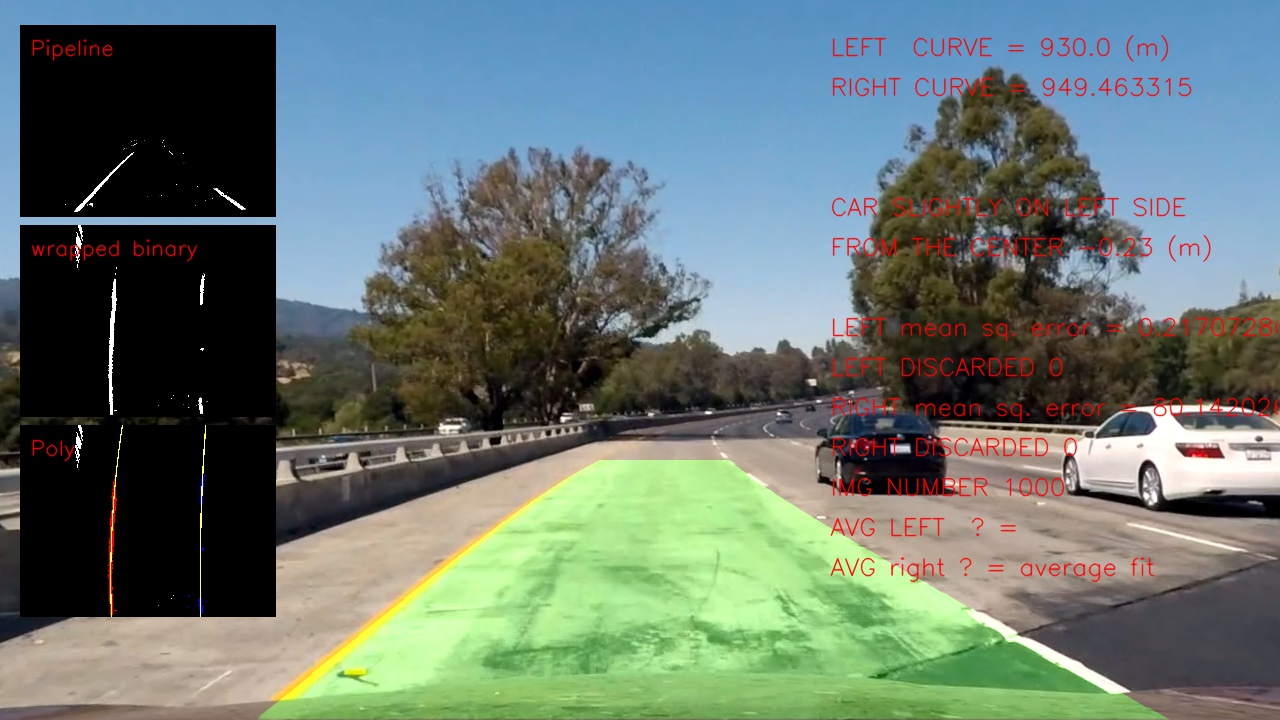 Pipeline
wrapped binary
Poly
LEFT CURVE = 930.0 (m)
RIGHT CURVE = 949.463315
CAR SLIGHTLY ON LEFT SIDE
FROM THE CENTER -0.23 (m)
LEFT mean sq. error = 0.2170728
LEFT DISCARDED 0
RIGHT mean sq. error = 80.142026
RIGHT DISCARDED 0
IMG NUMBER 1000
AVG LEFT ? =
AVG right ? = average fit